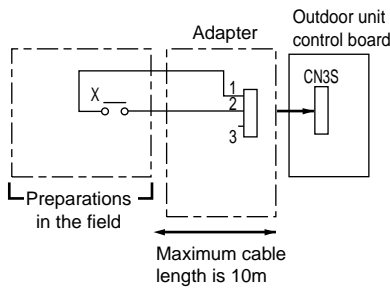 Adapter
Outdoor unit
control board
CN3S
X
1
2
3
Preparations
in the field
Maximum cable
length is 10m